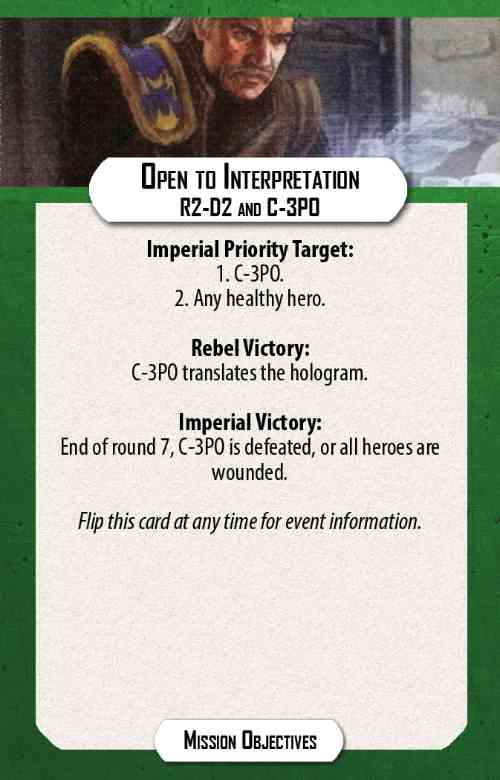 Open to Interpretation
R2-D2 and C-3PO
Imperial Priority Target:
1. C-3PO.
2. Any healthy hero.
Rebel Victory:
C-3PO translates the hologram.
Imperial Victory:
End of round 7, C-3PO is defeated, or all heroes are
wounded.
Flip this card at any time for event information.
Mission Objectives